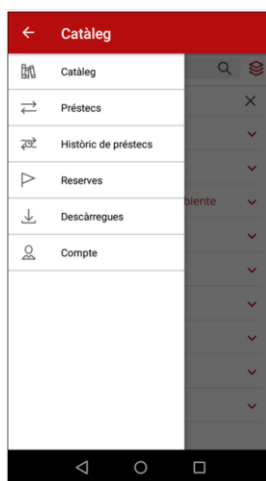 Catàleg
Catàleg
Préstecs
Històric de préstecs
biente
Reserves
Descàrregues
Compte